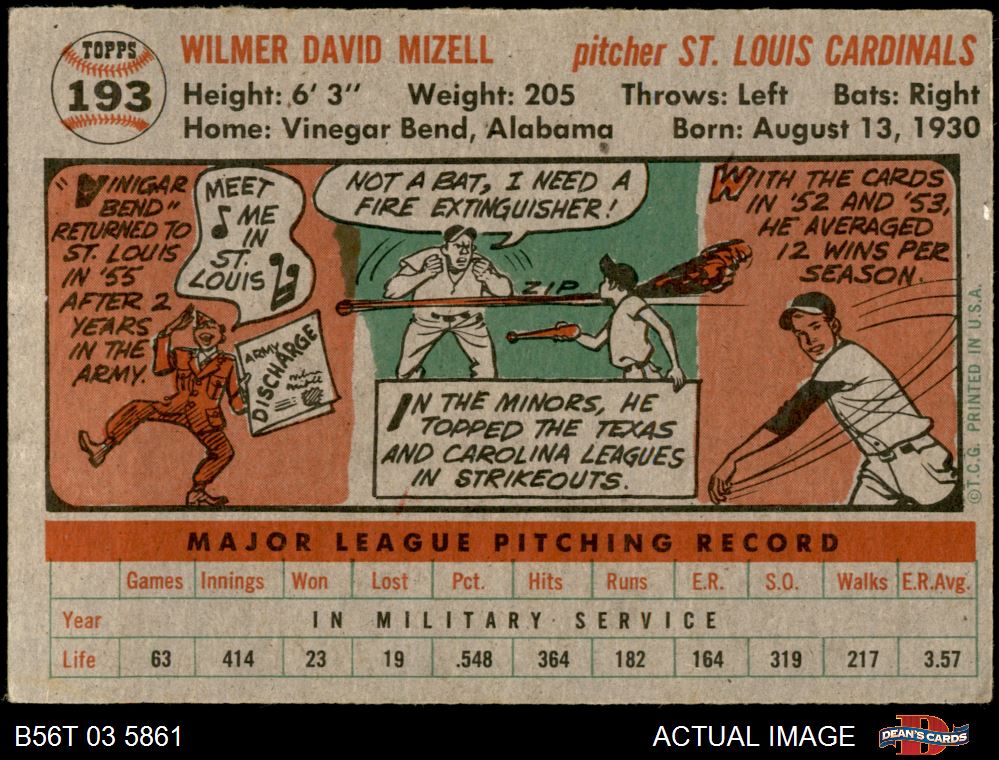 TOPPS
193
WILMER DAVID MIZELL pitcher ST. LOUIS CARDINALS
Height: 6' 3" Weight: 205 Throws: Left Bats: Right
Home: Vinegar Bend, Alabama Born: August 13, 1930
"VINIGAR
BEND"
RETURNED TO
ST. LOUIS
IN '55
AFTER 2
YEARS
IN THE
ARMY.
MEET
ME
IN
ST.
LOUIS
ARMY
DISCHARGE
NOT A BAT, I NEED A
FIRE EXTINGUISHER!
ZIP
IN THE MINORS, HE
TOPPED THE TEXAS
AND CAROLINA LEAGUES
IN STRIKEOUTS.
WITH THE CARDS
IN '52 AND '53,
HE AVERAGED
12 WINS PER
SEASON.
©T.C.G. PRINTED IN U.S.A.
MAJOR LEAGUE PITCHING RECORD
Games Innings Won Lost Pct. Hits Runs E.R. S.O. Walks E.R.Avg.
Year IN MILITARY SERVICE
Life 63 414 23 19 .548 364 182 164 319 217 3.57
B56T 03 5861 ACTUAL IMAGE DEAN'S CARDS